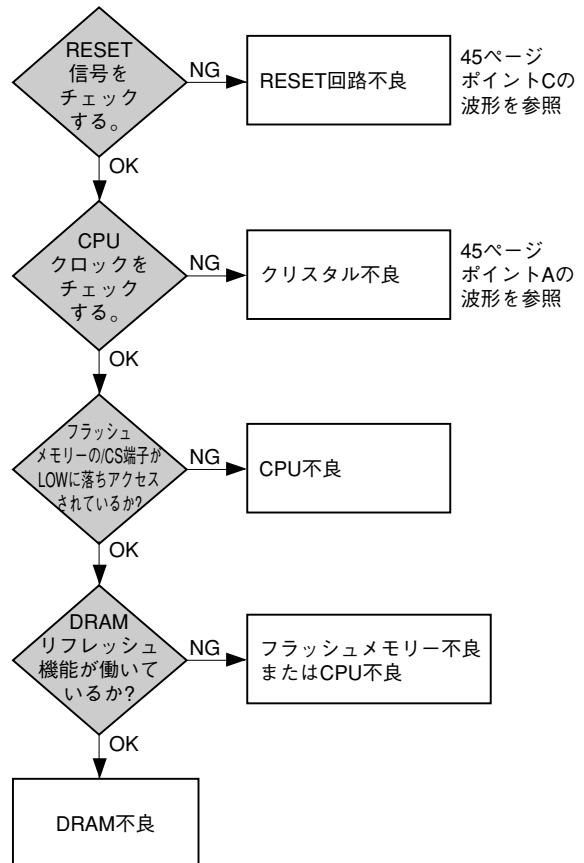 RESET
信号を
チェック
する。
NG
RESET回路不良
45ページ
ポイントCの
波形を参照
OK
CPU
クロックを
チェック
する。
NG
クリスタル不良
45ページ
ポイントAの
波形を参照
OK
フラッシュ
メモリーの/CS端子が
LOWに落ちアクセス
されているか?
NG
CPU不良
OK
DRAM
リフレッシュ
機能が働いて
いるか?
NG
フラッシュメモリー不良
またはCPU不良
OK
DRAM不良